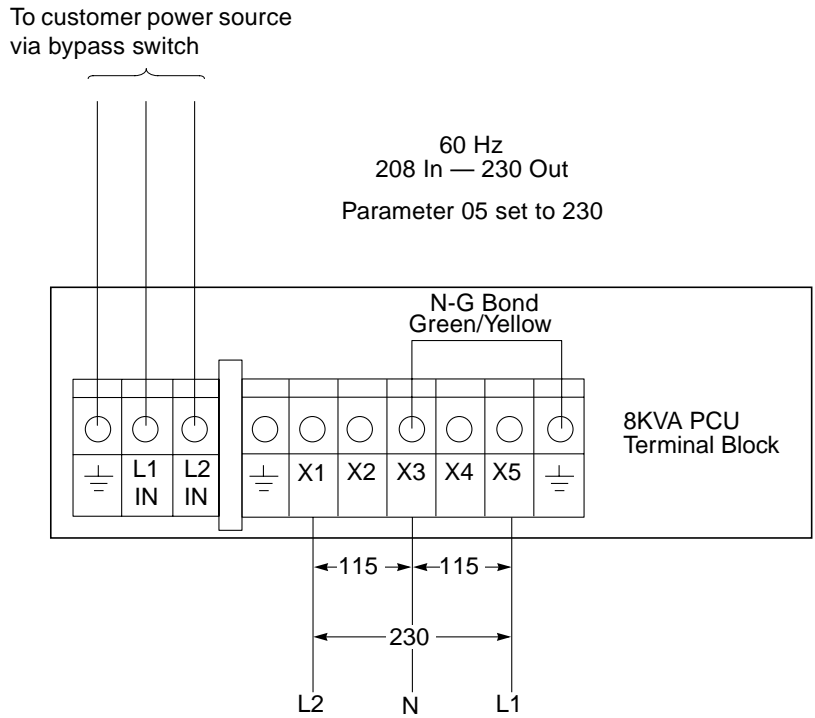 To customer power source
via bypass switch
60 Hz
208 In — 230 Out
Parameter 05 set to 230
N-G Bond
Green/Yellow
8KVA PCU
Terminal Block
L1 IN
L2 IN
X1
X2
X3
X4
X5
115
115
230
L2
N
L1